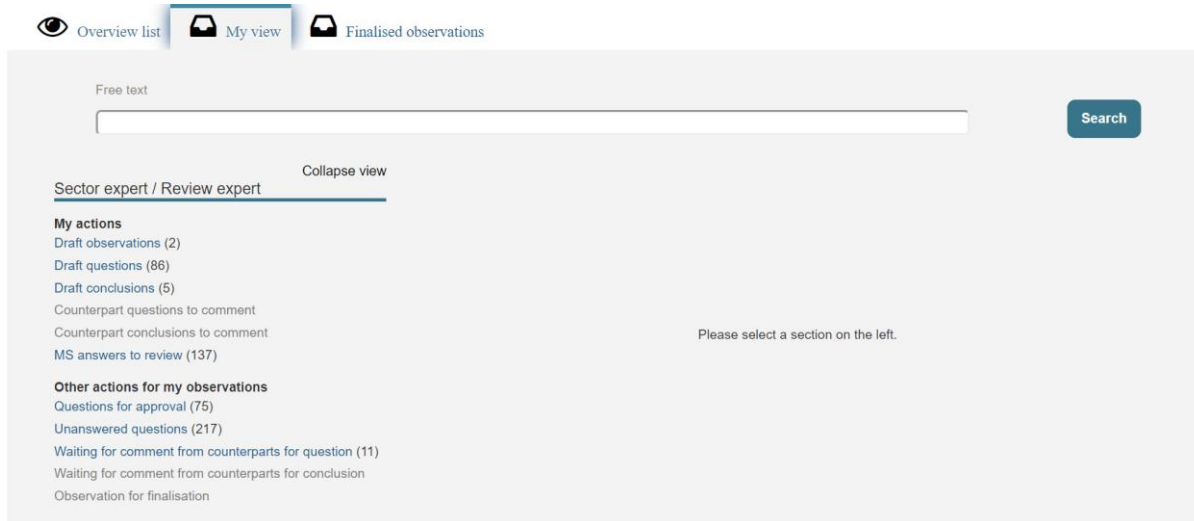 Overview list My view Finalised observations
Free text
Search
Collapse view
Sector expert / Review expert
My actions
Draft observations (2)
Draft questions (86)
Draft conclusions (5)
Counterpart questions to comment
Counterpart conclusions to comment
Please select a section on the left.
MS answers to review (137)
Other actions for my observations
Questions for approval (75)
Unanswered questions (217)
Waiting for comment from counterparts for question (11)
Waiting for comment from counterparts for conclusion
Observation for finalisation